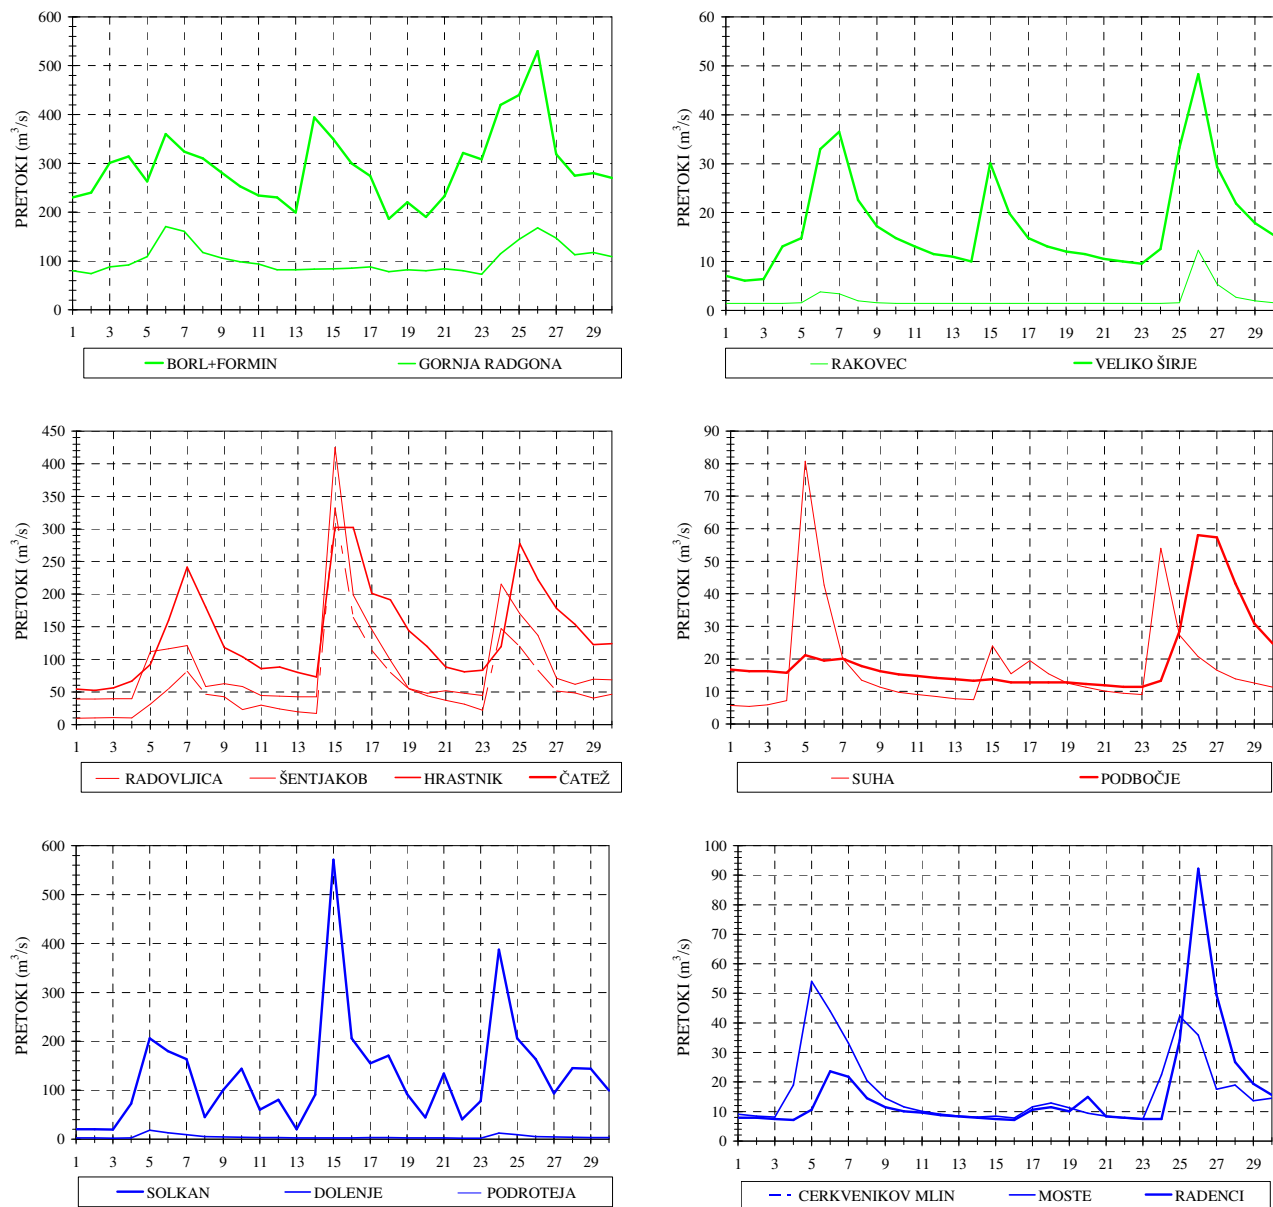 600
500
400
300
200
100
0
PRETOKI (m³/s)
1 3 5 7 9 11 13 15 17 19 21 23 25 27 29
BORL+FORMIN GORNJA RADGONA
60
50
40
30
20
10
0
PRETOKI (m³/s)
1 3 5 7 9 11 13 15 17 19 21 23 25 27 29
RAKOVEC VELIKO ŠIRJE
450
400
350
300
250
200
150
100
50
0
PRETOKI (m³/s)
1 3 5 7 9 11 13 15 17 19 21 23 25 27 29
RADOVLJICA ŠENTJAKOB HRASTNIK ČATEŽ
90
80
70
60
50
40
30
20
10
0
PRETOKI (m³/s)
1 3 5 7 9 11 13 15 17 19 21 23 25 27 29
SUHA PODBOČJE
600
500
400
300
200
100
0
PRETOKI (m³/s)
1 3 5 7 9 11 13 15 17 19 21 23 25 27 29
SOLKAN DOLENJE PODROTEJA
100
90
80
70
60
50
40
30
20
10
0
PRETOKI (m³/s)
1 3 5 7 9 11 13 15 17 19 21 23 25 27 29
CERKVENIKOV MLIN MOSTE RADENCI